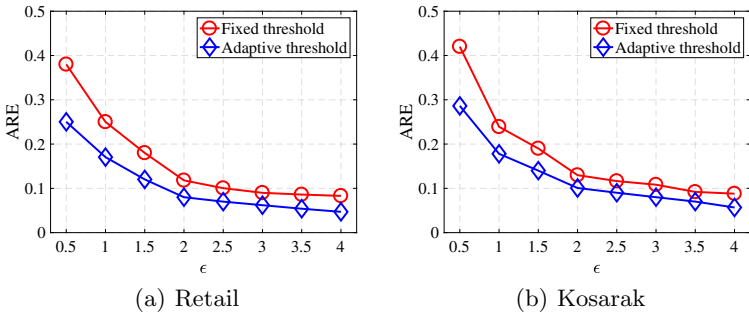 0.5
0.4
0.3
0.2
0.1
0
ARE
Fixed threshold
Adaptive threshold
0.5 1 1.5 2 2.5 3 3.5 4
ϵ
(a) Retail
0.5
0.4
0.3
0.2
0.1
0
ARE
Fixed threshold
Adaptive threshold
0.5 1 1.5 2 2.5 3 3.5 4
ϵ
(b) Kosarak